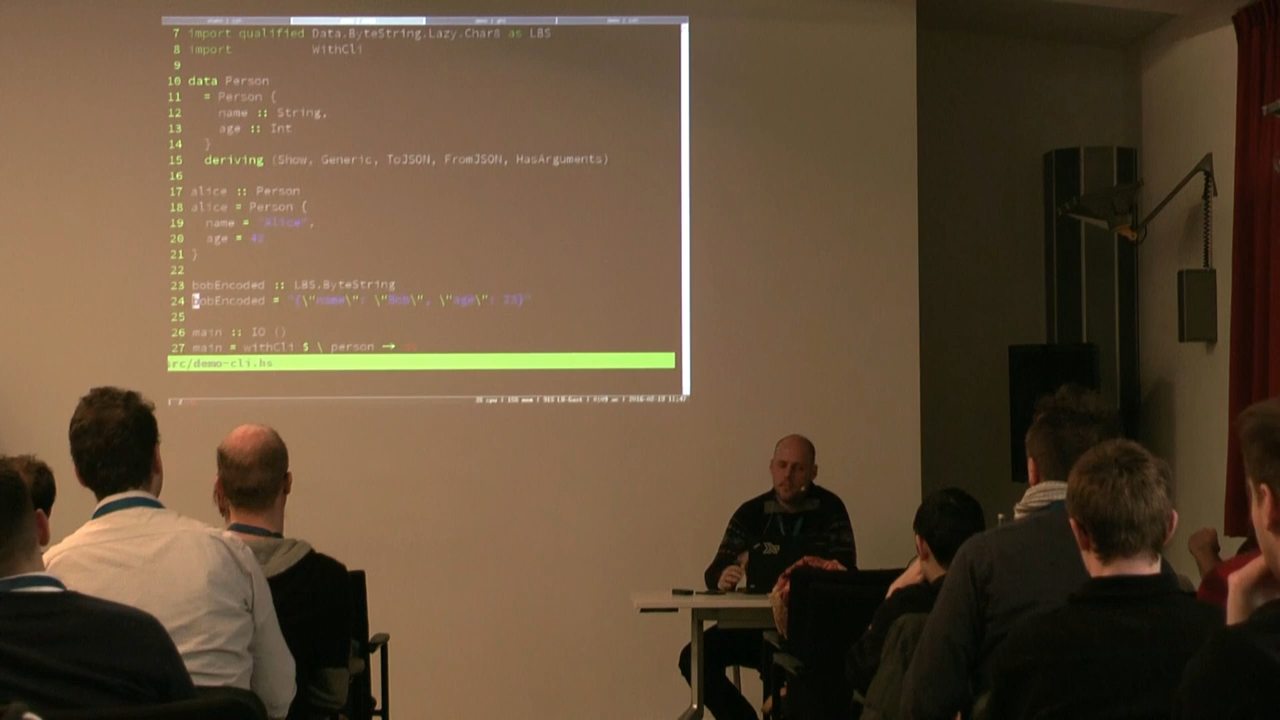 7 import qualified Data.ByteString.Lazy.Char8 as LBS
8 import WithCli
9
10 data Person
11 = Person {
12 name :: String,
13 age :: Int
14 }
15 deriving (Show, Generic, ToJSON, FromJSON, HasArguments)
16
17 alice :: Person
18 alice = Person {
19 name = "Alice",
20 age =
21 }
22
23 bobEncoded :: LBS.ByteString
24 bobEncoded = "{\"name\": \"Bob\", \"age\": 23}"
25
26 main :: IO ()
27 main = withCli $ \ person →
src/demo-cli.hs